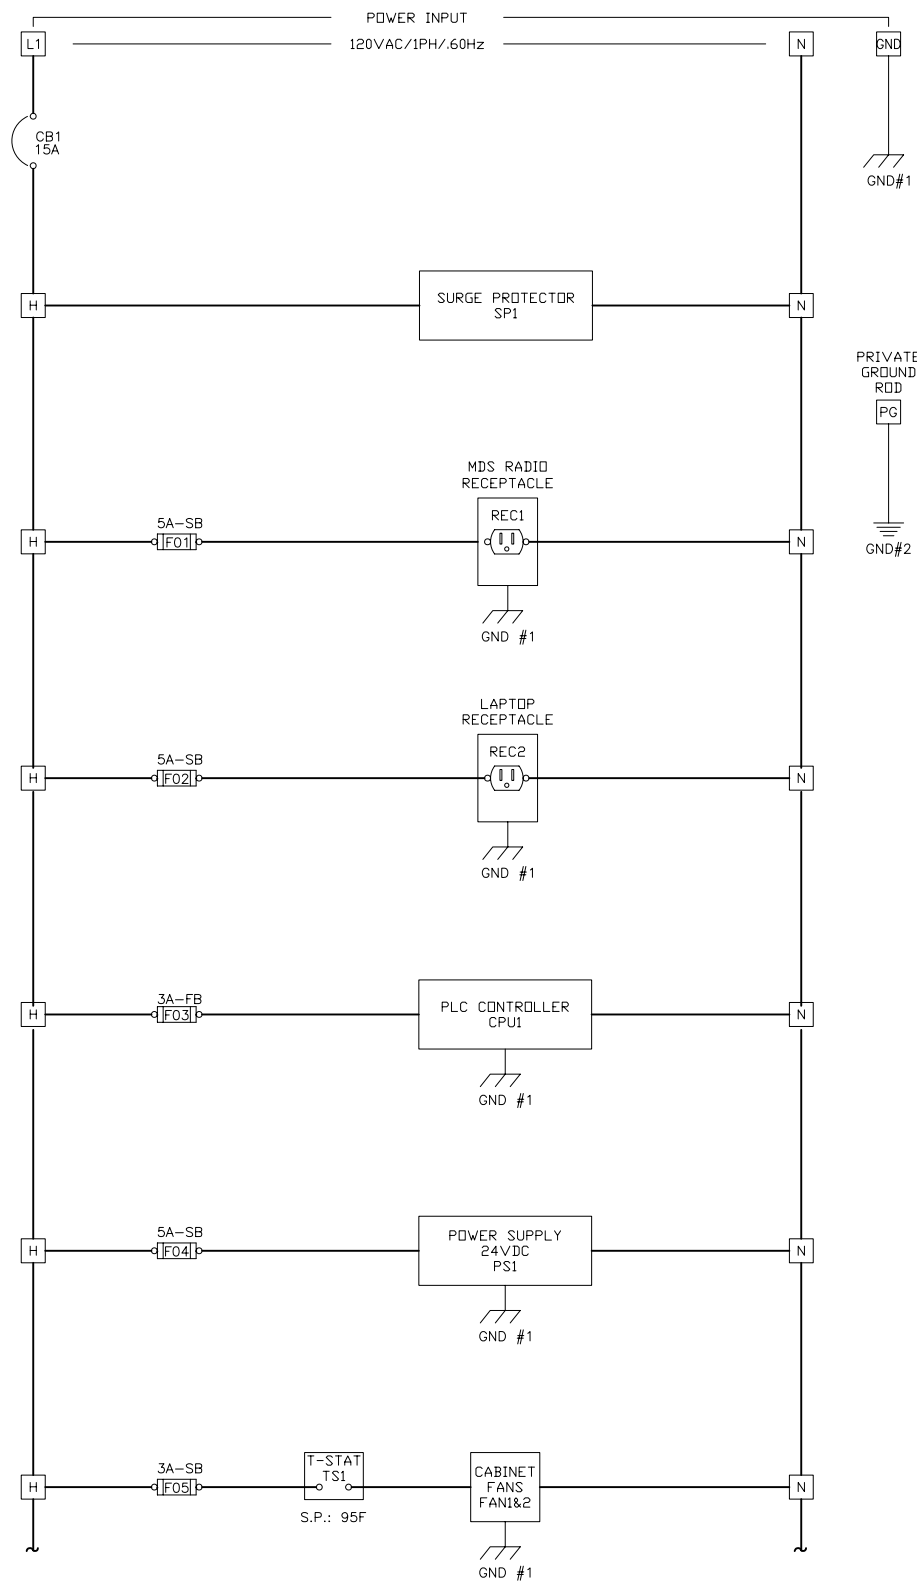 POWER INPUT
L1
120VAC/1PH/.60Hz
N
GND
CB1
15A
GND#1
H
SURGE PROTECTOR
SP1
N
PRIVATE
GROUND
ROD
PG
GND#2
MDS RADIO
RECEPTACLE
REC1
5A-SB
H
F01
N
GND #1
LAPTOP
RECEPTACLE
REC2
5A-SB
H
F02
N
GND #1
3A-FB
H
F03
PLC CONTROLLER
CPU1
N
GND #1
5A-SB
H
F04
POWER SUPPLY
24VDC
PS1
N
GND #1
3A-SB
H
F05
T-STAT
TS1
S.P.: 95F
CABINET
FANS
FAN1&2
N
GND #1